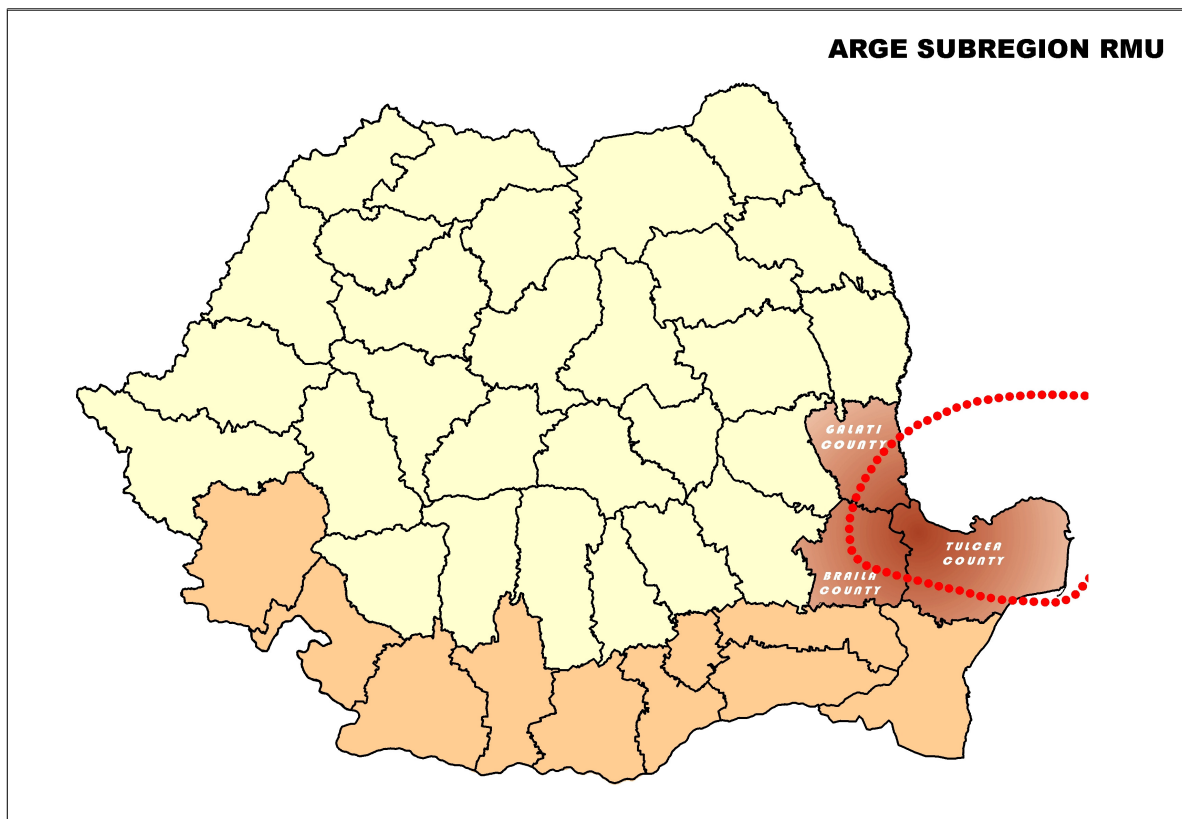 ARGE SUBREGION RMU
GALATI
COUNTY
TULCEA
COUNTY
BRAILA
COUNTY